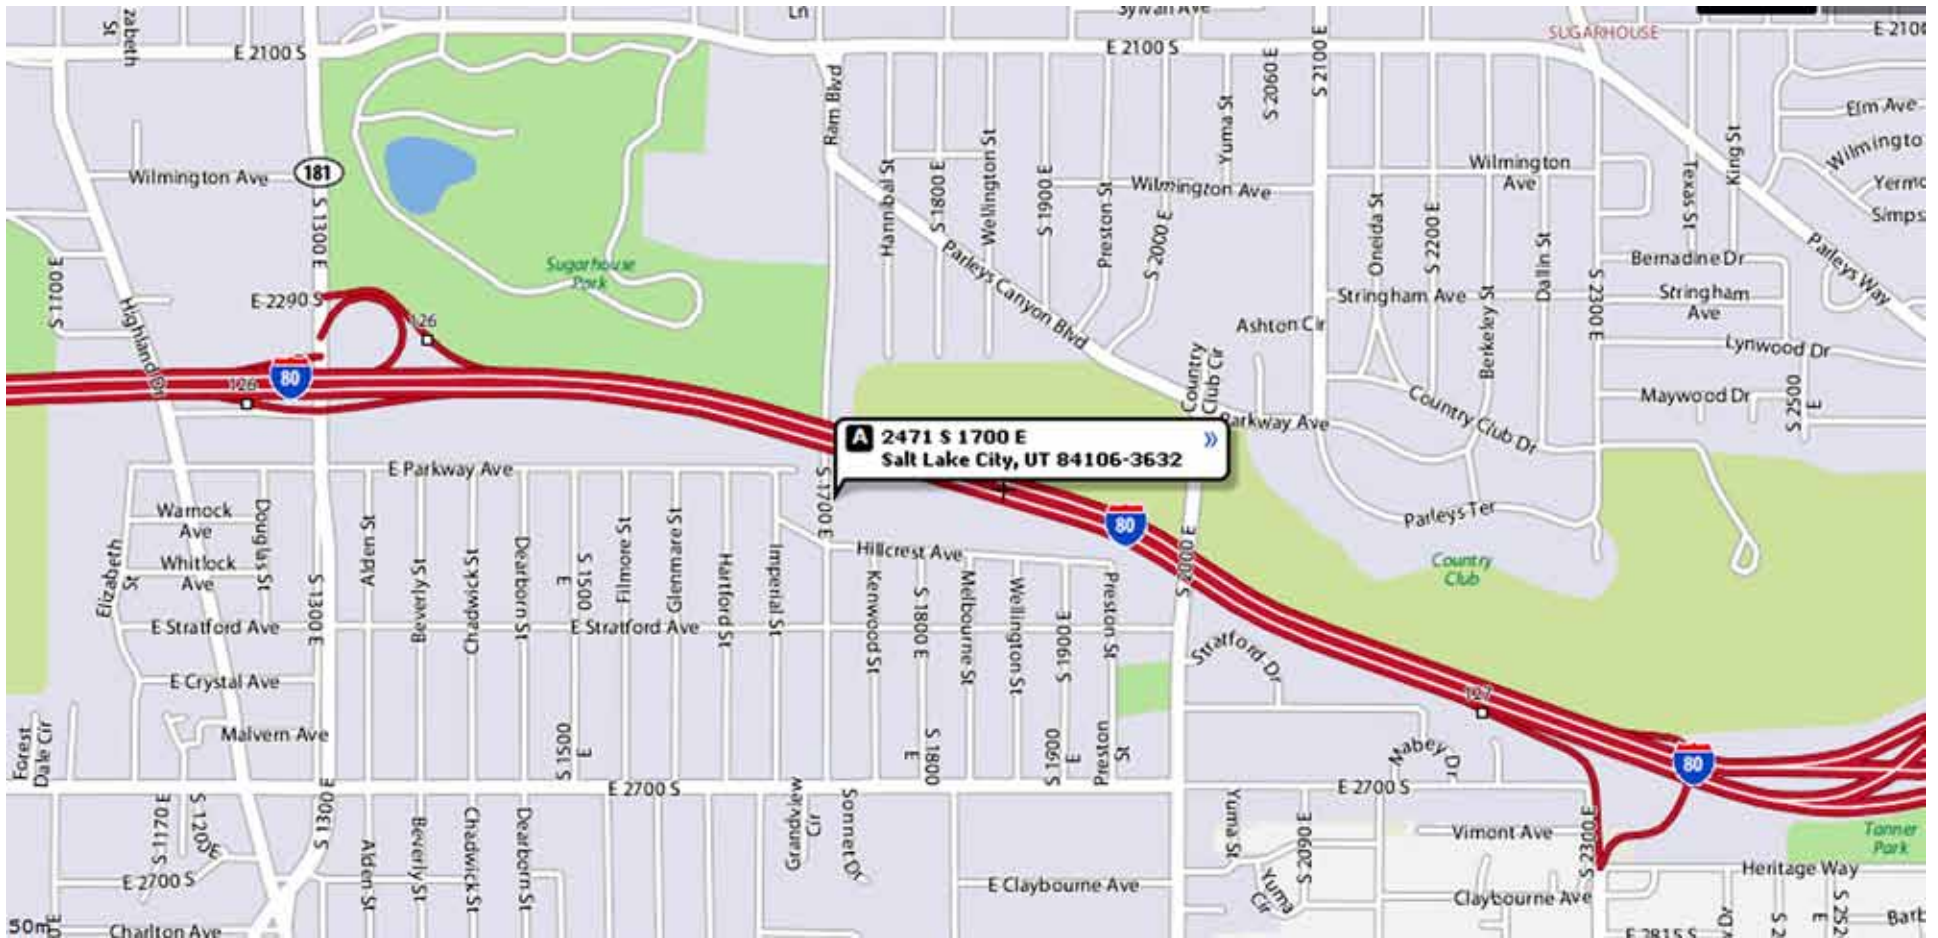 Ln
Sylvan Ave
SUGARHOUSE
E 2100 S
E 2100 S
zabeth
St
S 2100 E
S 2060 E
Ram Blvd
Yuma St
Elm Ave
King St
Texas St
Wilmington Ave
181
S 1300 E
Hannibal St
S 1800 E
Wellington St
S 1900 E
Preston St
Wilmington Ave
S 2000 E
Wilmington
Ave
Oneida St
S 2200 E
Dallin St
Berkeley St
S 2300 E
Bernadine Dr
Stringham Ave
Stringham
Ave
Parleys Way
Lynwood Dr
Maywood Dr
S 2500
E
Sugarhouse
Park
Parleys Canyon Blvd
Ashton Cir
Country
Club Cir
Country Club Dr
Parkway Ave
Parleys Ter
Country
Club
S 1100 E
Highland Dr
E 2290 S
126
126
80
A 2471 S 1700 E »
Salt Lake City, UT 84106-3632
S 1700 E
80
S 2000 E
E Parkway Ave
Warnock
Ave
Whitlock
Ave
Douglas St
Elizabeth
St
S 1300 E
Alden St
Beverly St
Chadwick St
Dearborn St
S 1500
E
Fillmore St
Glenmare St
Hartford St
Imperial St
Hillcrest Ave
Kenwood St
S 1800 E
Melbourne St
Wellington St
S 1900 E
Preston St
E Stratford Ave
E Stratford Ave
Stratford Dr
E Crystal Ave
Malvern Ave
Forest
Dale Cir
S 1500
E
S 1800
E
S 1900
E
Preston
St
127
Mabey Dr
80
E 2700 S
E 2700 S
S 1170 E
S 1200 E
S 1300 E
Alden St
Beverly St
Chadwick St
Dearborn St
Grandview
Cir
Sonnet Dr
Yuma St
S 2090 E
Vimont Ave
S 2300 E
Tanner
Park
Heritage Way
E 2700 S
E Claybourne Ave
Yuma
Cir
Claybourne Ave
Charlton Ave
E 2815 S